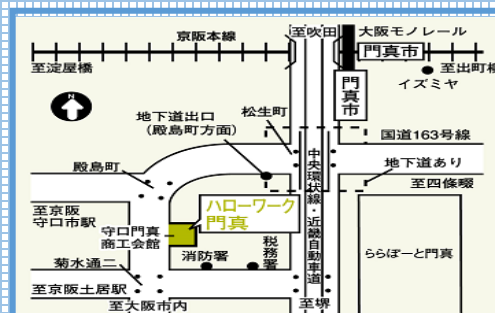 京阪本線
至吹田
大阪モノレール
門真市
至淀屋橋
至出町柳
門真市
イズミヤ
地下道出口
(殿島町方面)
松生町
国道163号線
殿島町
地下道あり
中央環状線・近畿自動車道
至四條畷
至京阪
守口市駅
ハローワーク
門真
守口門真
商工会館
消防署
税務署
ららぽーと門真
菊水通二
至京阪土居駅
至大阪市内
至堺